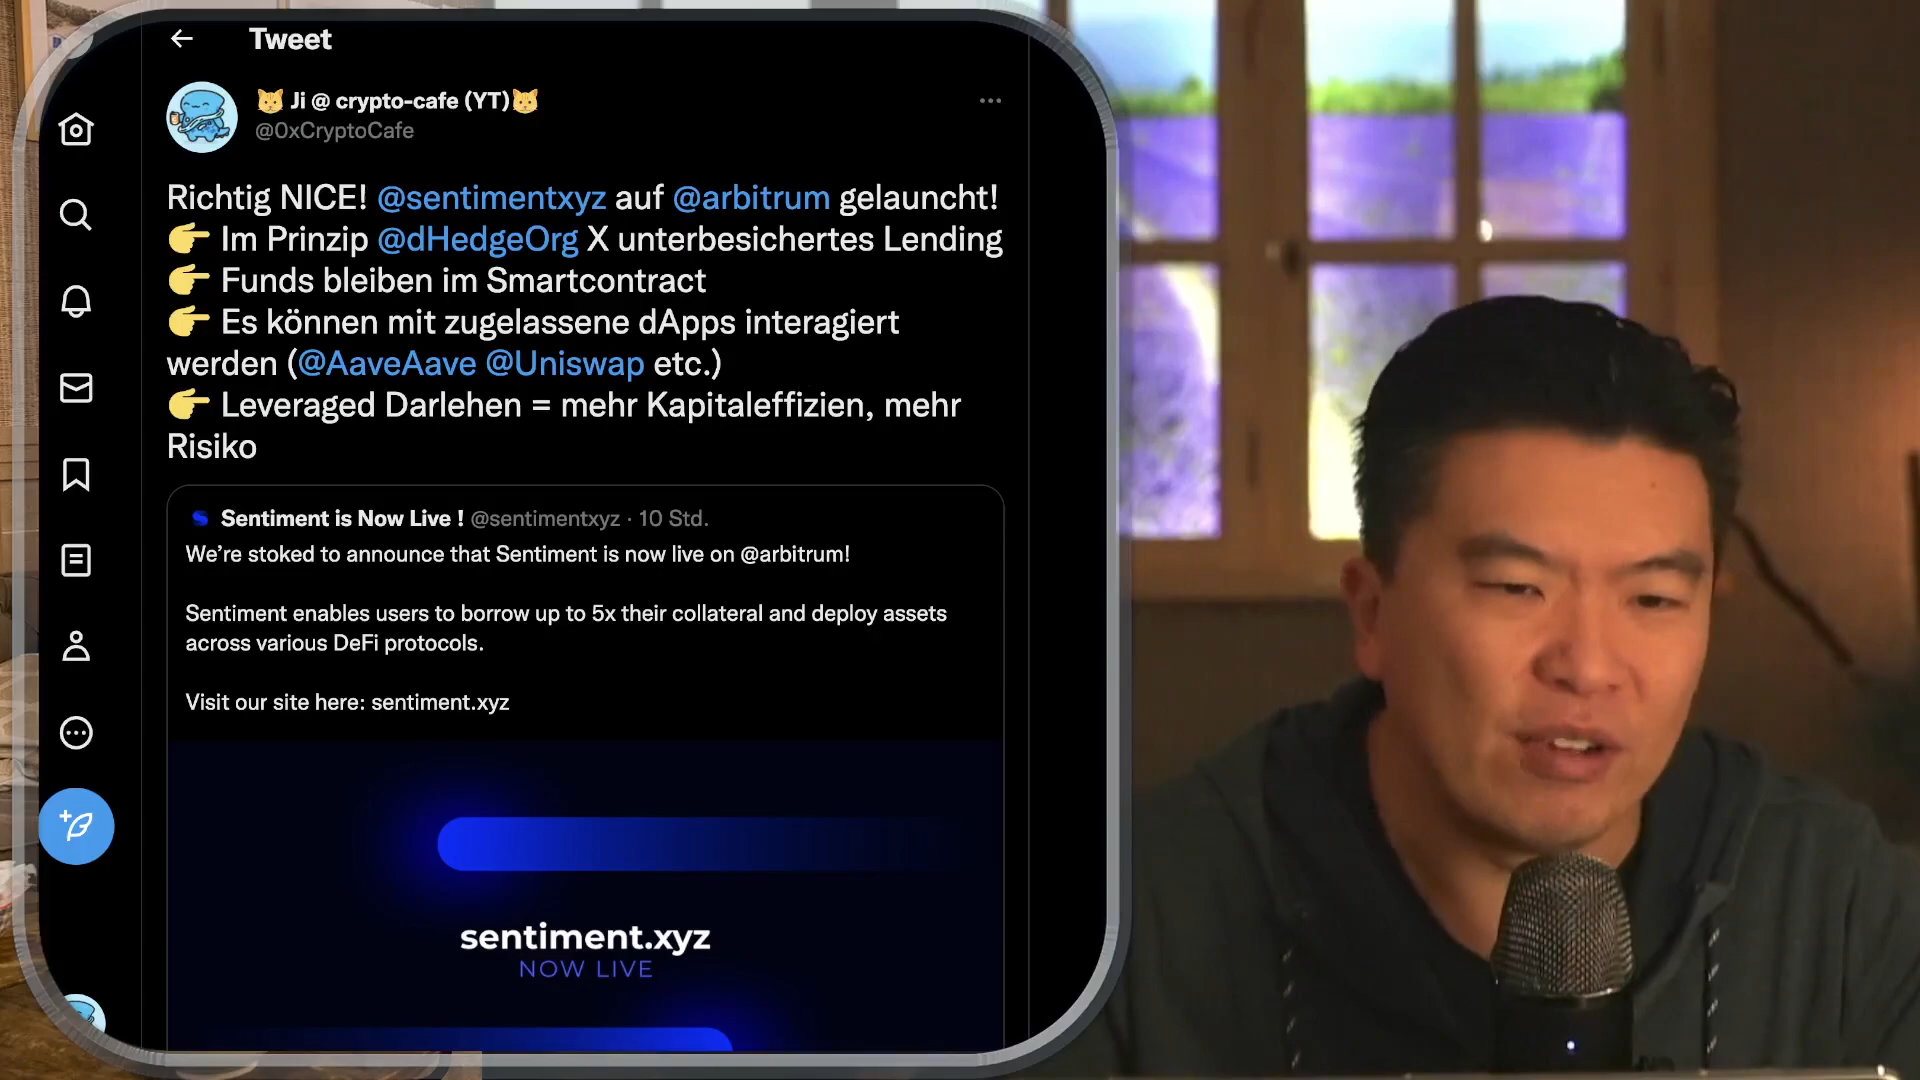 Tweet
🐱 Ji @ crypto-cafe (YT)🐱
@0xCryptoCafe
Richtig NICE! @sentimentxyz auf @arbitrum gelauncht!
👉 Im Prinzip @dHedgeOrg X unterbesichertes Lending
👉 Funds bleiben im Smartcontract
👉 Es können mit zugelassene dApps interagiert
werden (@AaveAave @Uniswap etc.)
👉 Leveraged Darlehen = mehr Kapitaleffizien, mehr
Risiko
Sentiment is Now Live ! @sentimentxyz · 10 Std.
We’re stoked to announce that Sentiment is now live on @arbitrum!
Sentiment enables users to borrow up to 5x their collateral and deploy assets
across various DeFi protocols.
Visit our site here: sentiment.xyz
sentiment.xyz
NOW LIVE